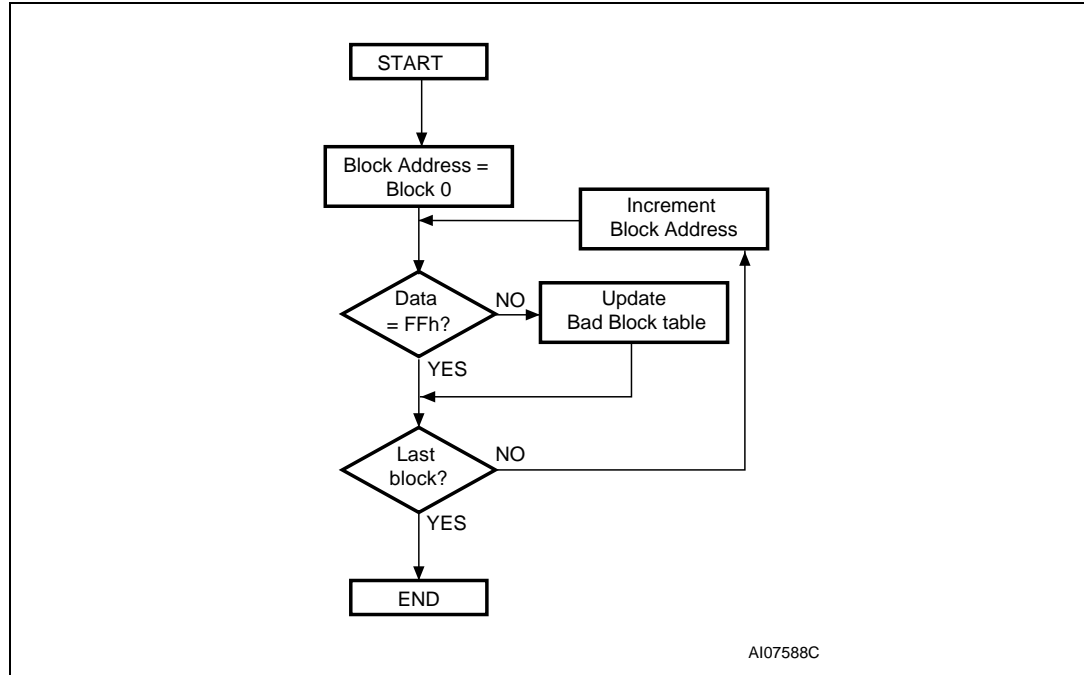 START
Block Address =
Block 0
Increment
Block Address
Data
= FFh?
NO
Update
Bad Block table
YES
Last
block?
NO
YES
END
AI07588C